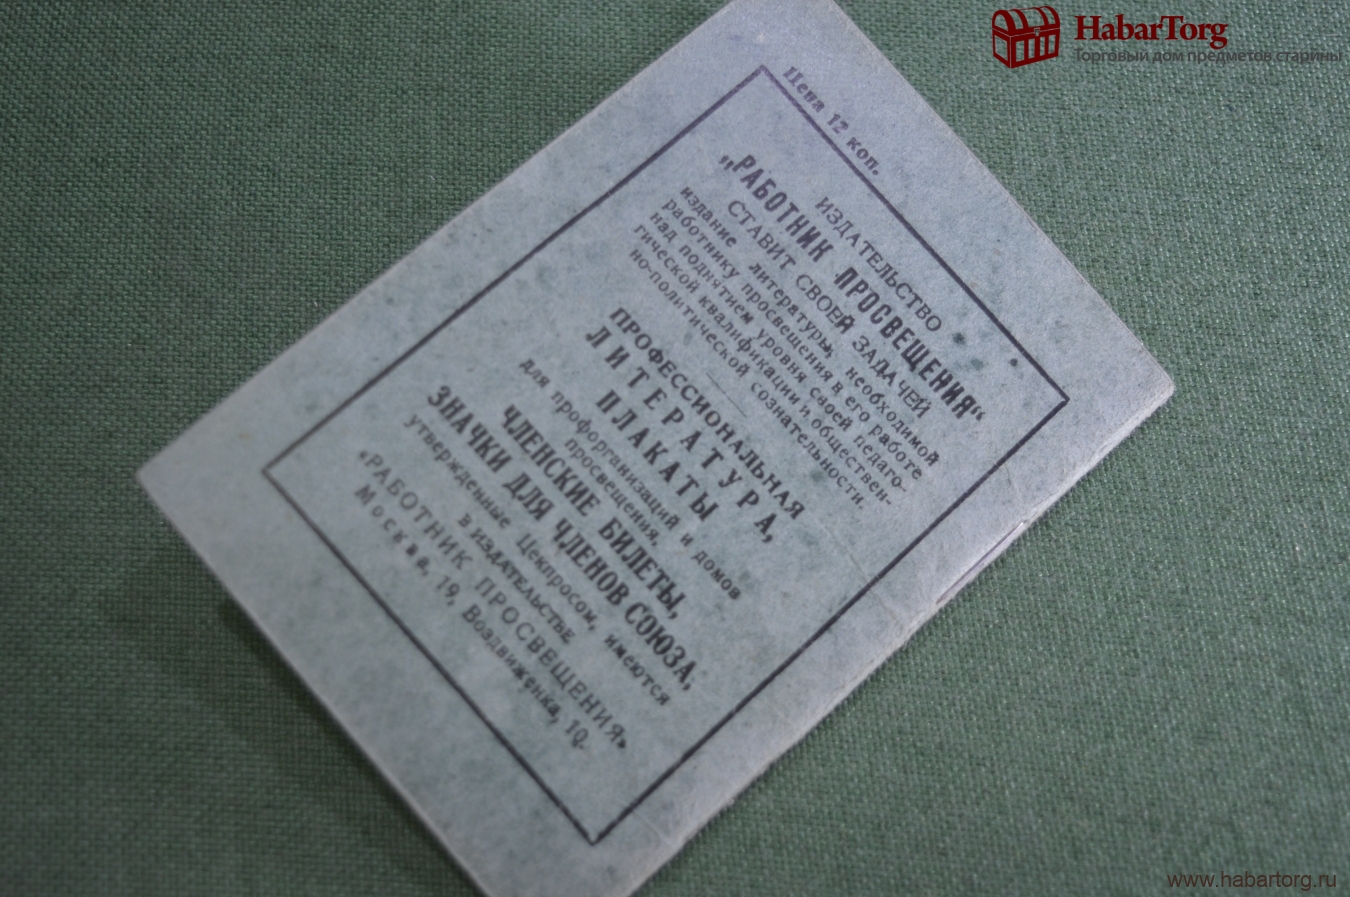 HabarTorg
Торговый дом предметов старины
Цена 12 коп.
ИЗДАТЕЛЬСТВО
„РАБОТНИК ПРОСВЕЩЕНИЯ“
СТАВИТ СВОЕЙ ЗАДАЧЕЙ
издание литературы, необходимой
работнику просвещения в его работе
над поднятием уровня своей педаго-
гической квалификации и обществен-
но-политической сознательности.
ПРОФЕССИОНАЛЬНАЯ
ЛИТЕРАТУРА,
ПЛАКАТЫ
для профорганизаций и домов
просвещения.
ЧЛЕНСКИЕ БИЛЕТЫ,
ЗНАЧКИ ДЛЯ ЧЛЕНОВ СОЮЗА,
утвержденные Цекпросом, имеются
в ИЗДАТЕЛЬСТВЕ
«РАБОТНИК ПРОСВЕЩЕНИЯ»
Москва, 19, Воздвиженка, 10.
www.habartorg.ru